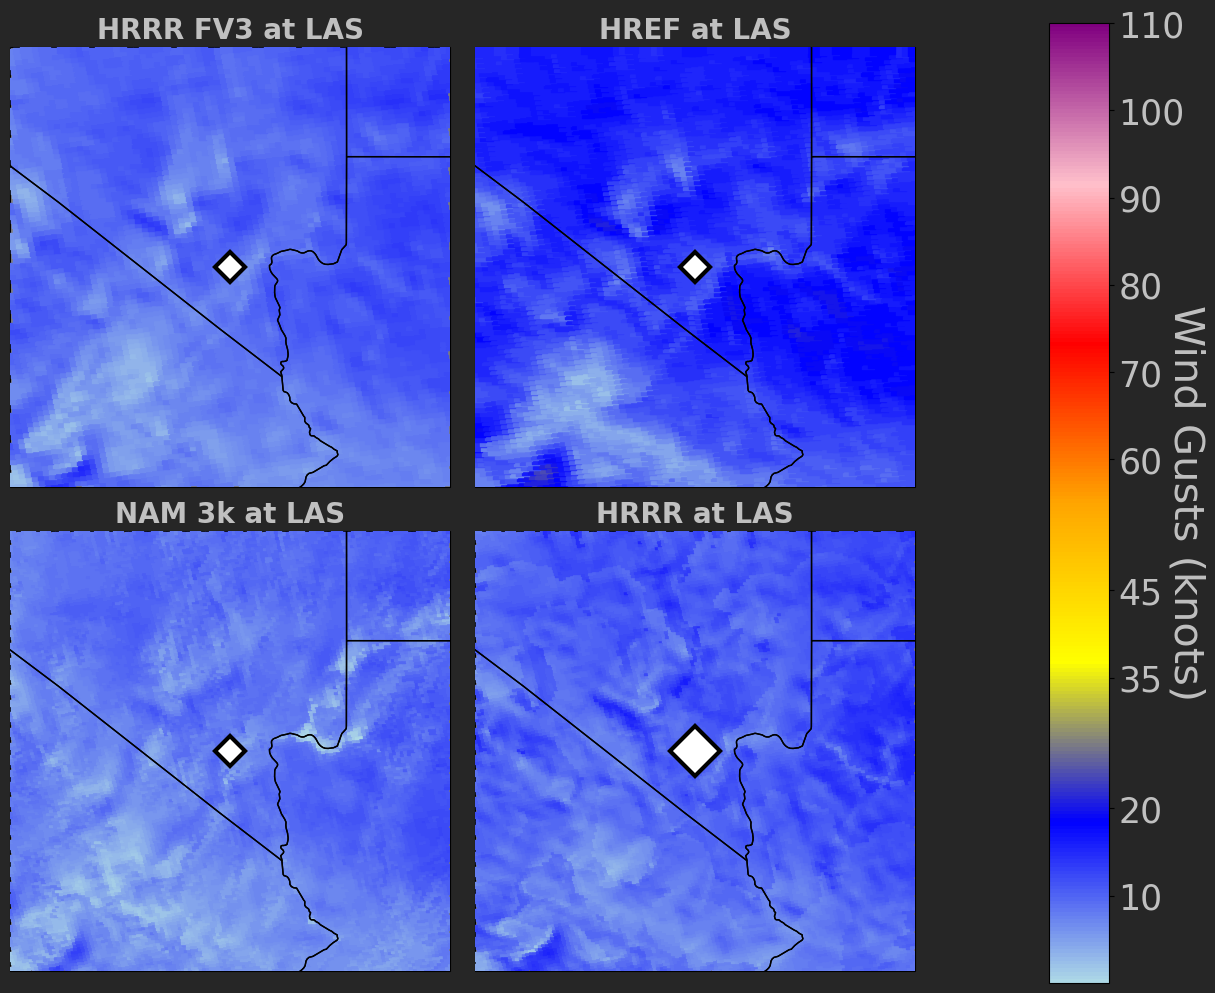 HRRR FV3 at LAS
HREF at LAS
NAM 3k at LAS
HRRR at LAS
110
100
90
80
70
60
45
35
20
10
Wind Gusts (knots)